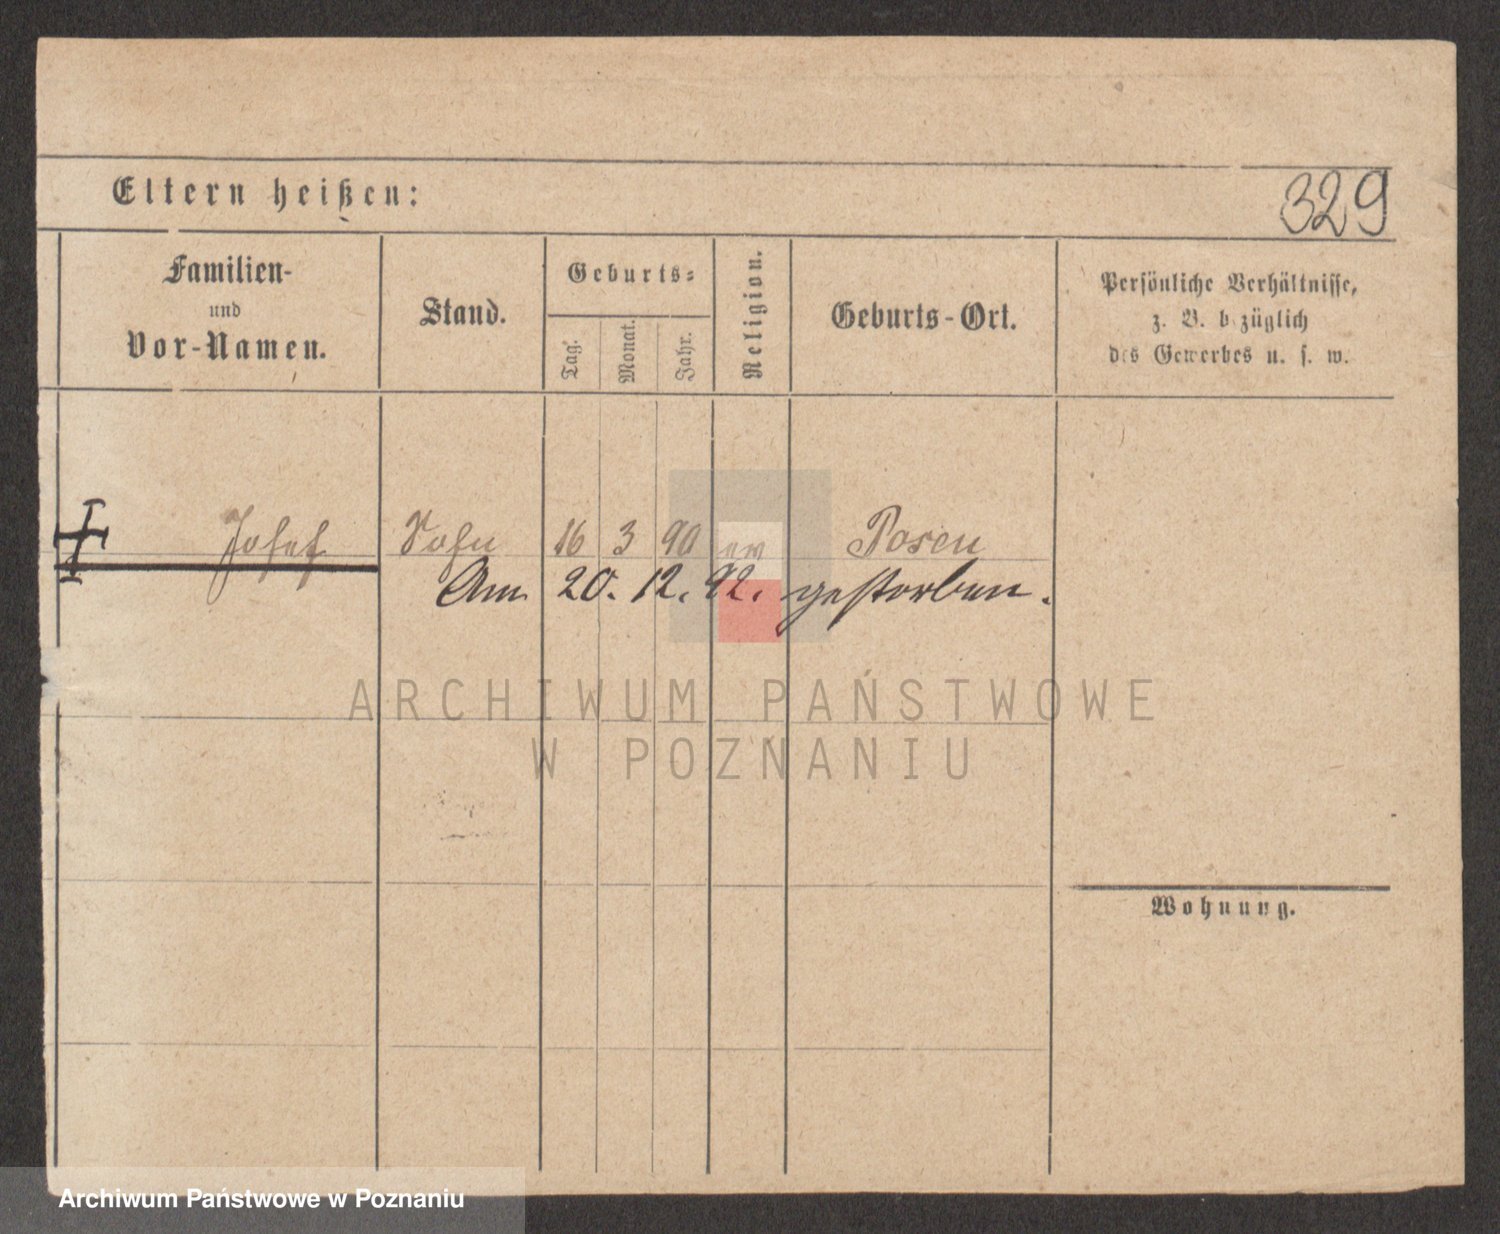 Eltern heißen:
329
Familien-
und
Vor-Namen.
Stand.
Geburts-
Tag.
Monat.
Jahr.
Religion.
Geburts-Ort.
Persönliche Verhältnisse,
z. B. bezüglich
des Gewerbes u. s. w.
Josef Sohn 16 3 90 Posen
Am 20. 12. 92. gestorben.
ARCHIWUM PAŃSTWOWE
W POZNANIU
Wohnung.
Archiwum Państwowe w Poznaniu